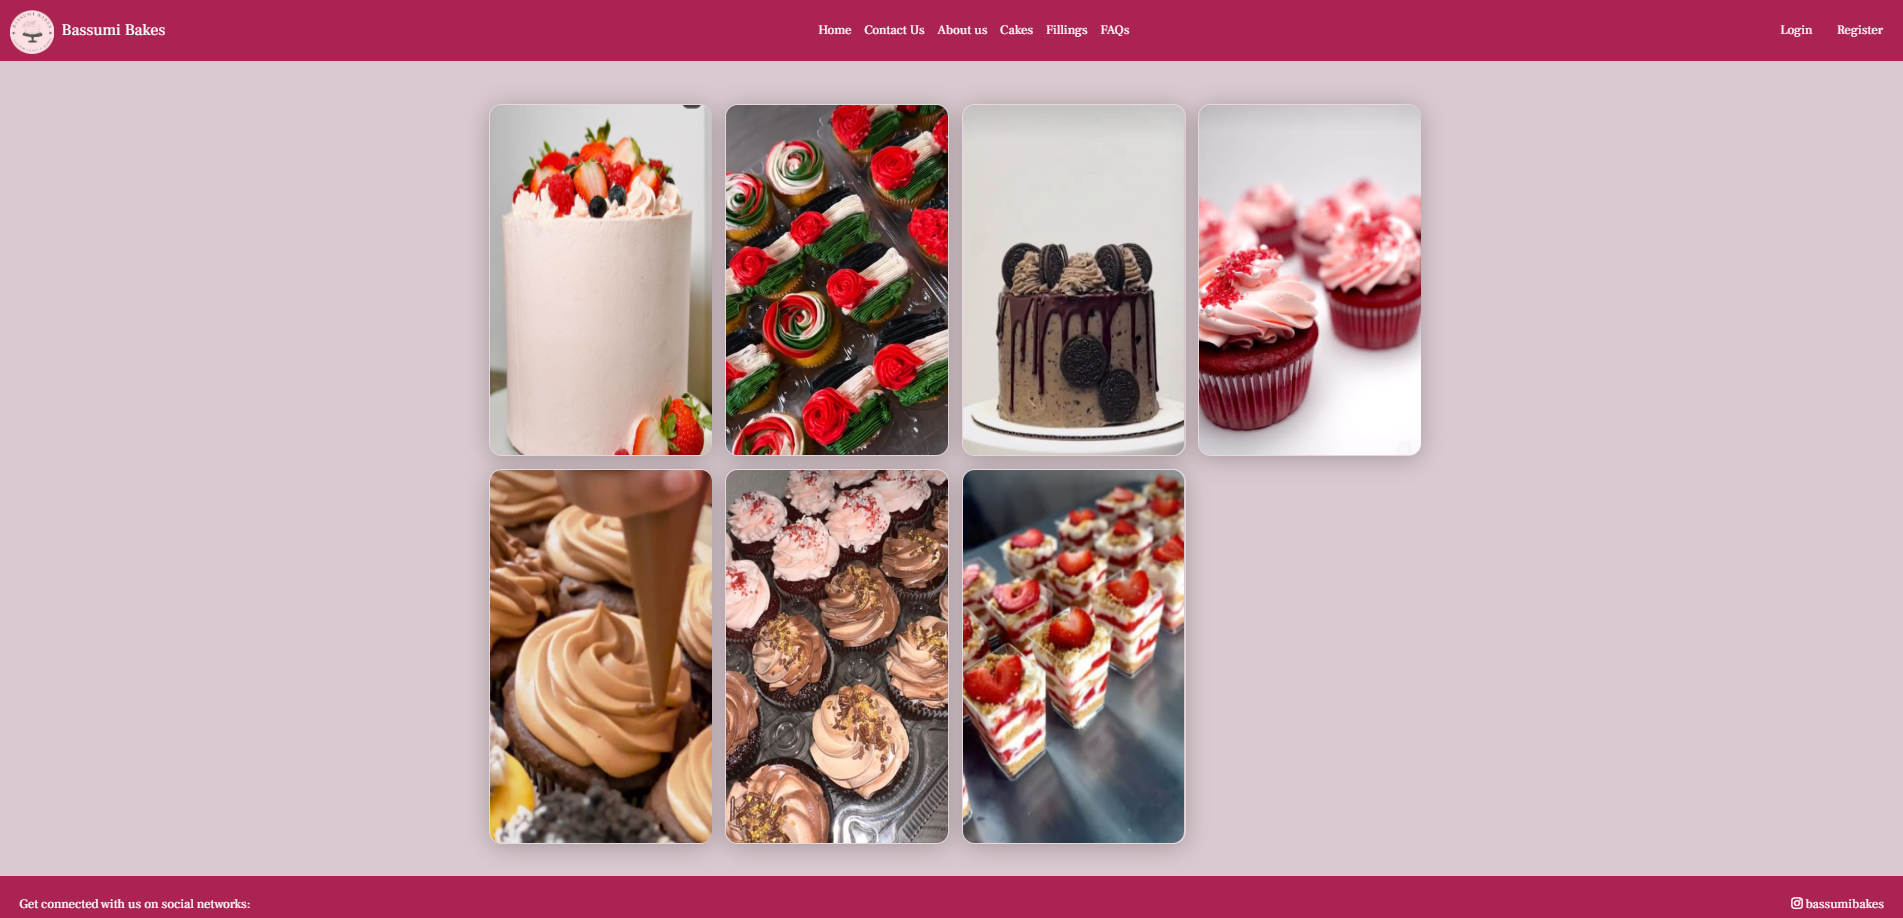 Bassumi Bakes
Home Contact Us About us Cakes Fillings FAQs
Login Register
Get connected with us on social networks:
bassumibakes